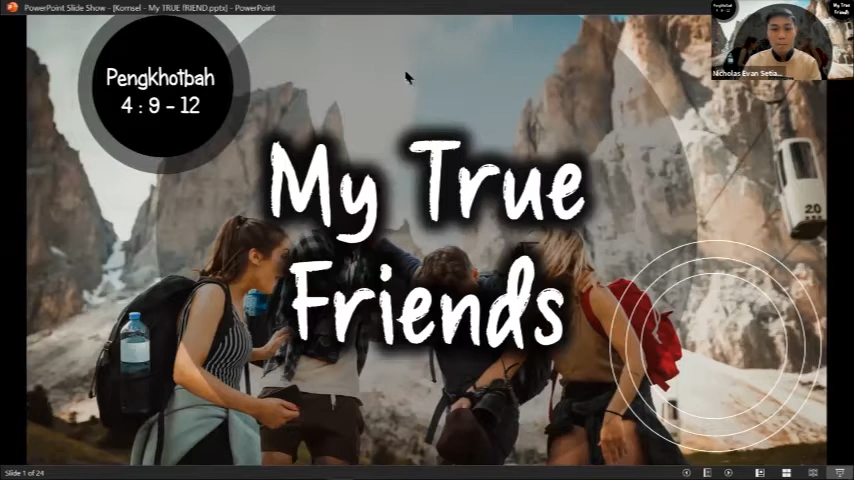 PowerPoint Slide Show - [Komsel - My TRUE FRIEND.pptx] - PowerPoint
Pengkhotbah
4 : 9 - 12
My True
Friends
Nicholas Evan Setia...
20
Slide 1 of 24